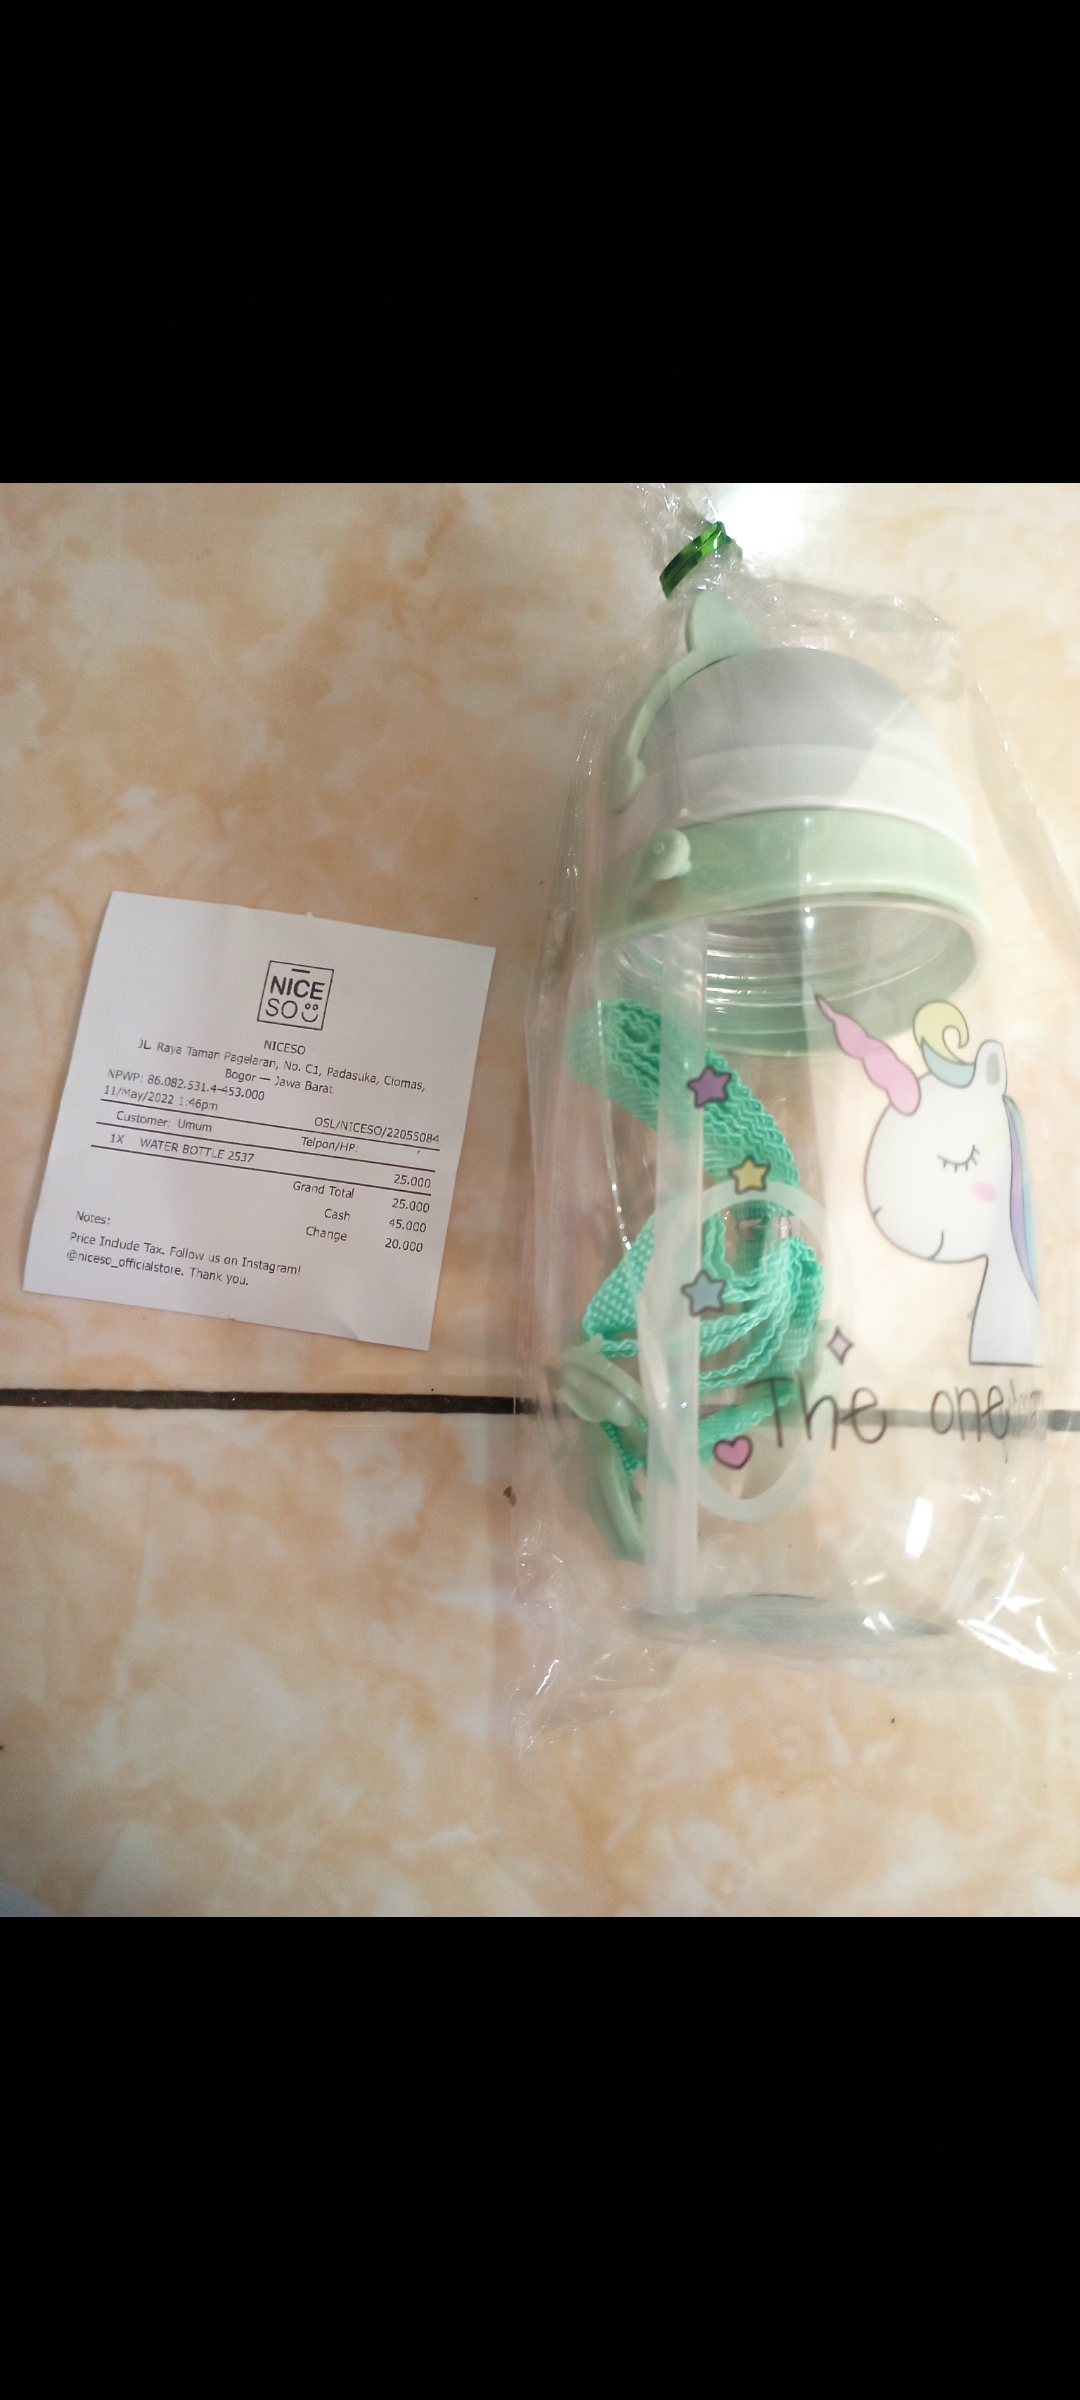 NICE
SO
NICESO
JL. Raya Taman Pagelaran, No. C1, Padasuka, Ciomas,
Bogor — Jawa Barat
NPWP: 86.082.531.4-453.000
11/May/2022 1:46pm OSL/NICESO/22055084
Customer: Umum Telpon/HP:
1X WATER BOTTLE 2537 25.000
Grand Total 25.000
Cash 45.000
Change 20.000
Notes:
Price Include Tax. Follow us on Instagram!
@niceso_officialstore. Thank you.
The one